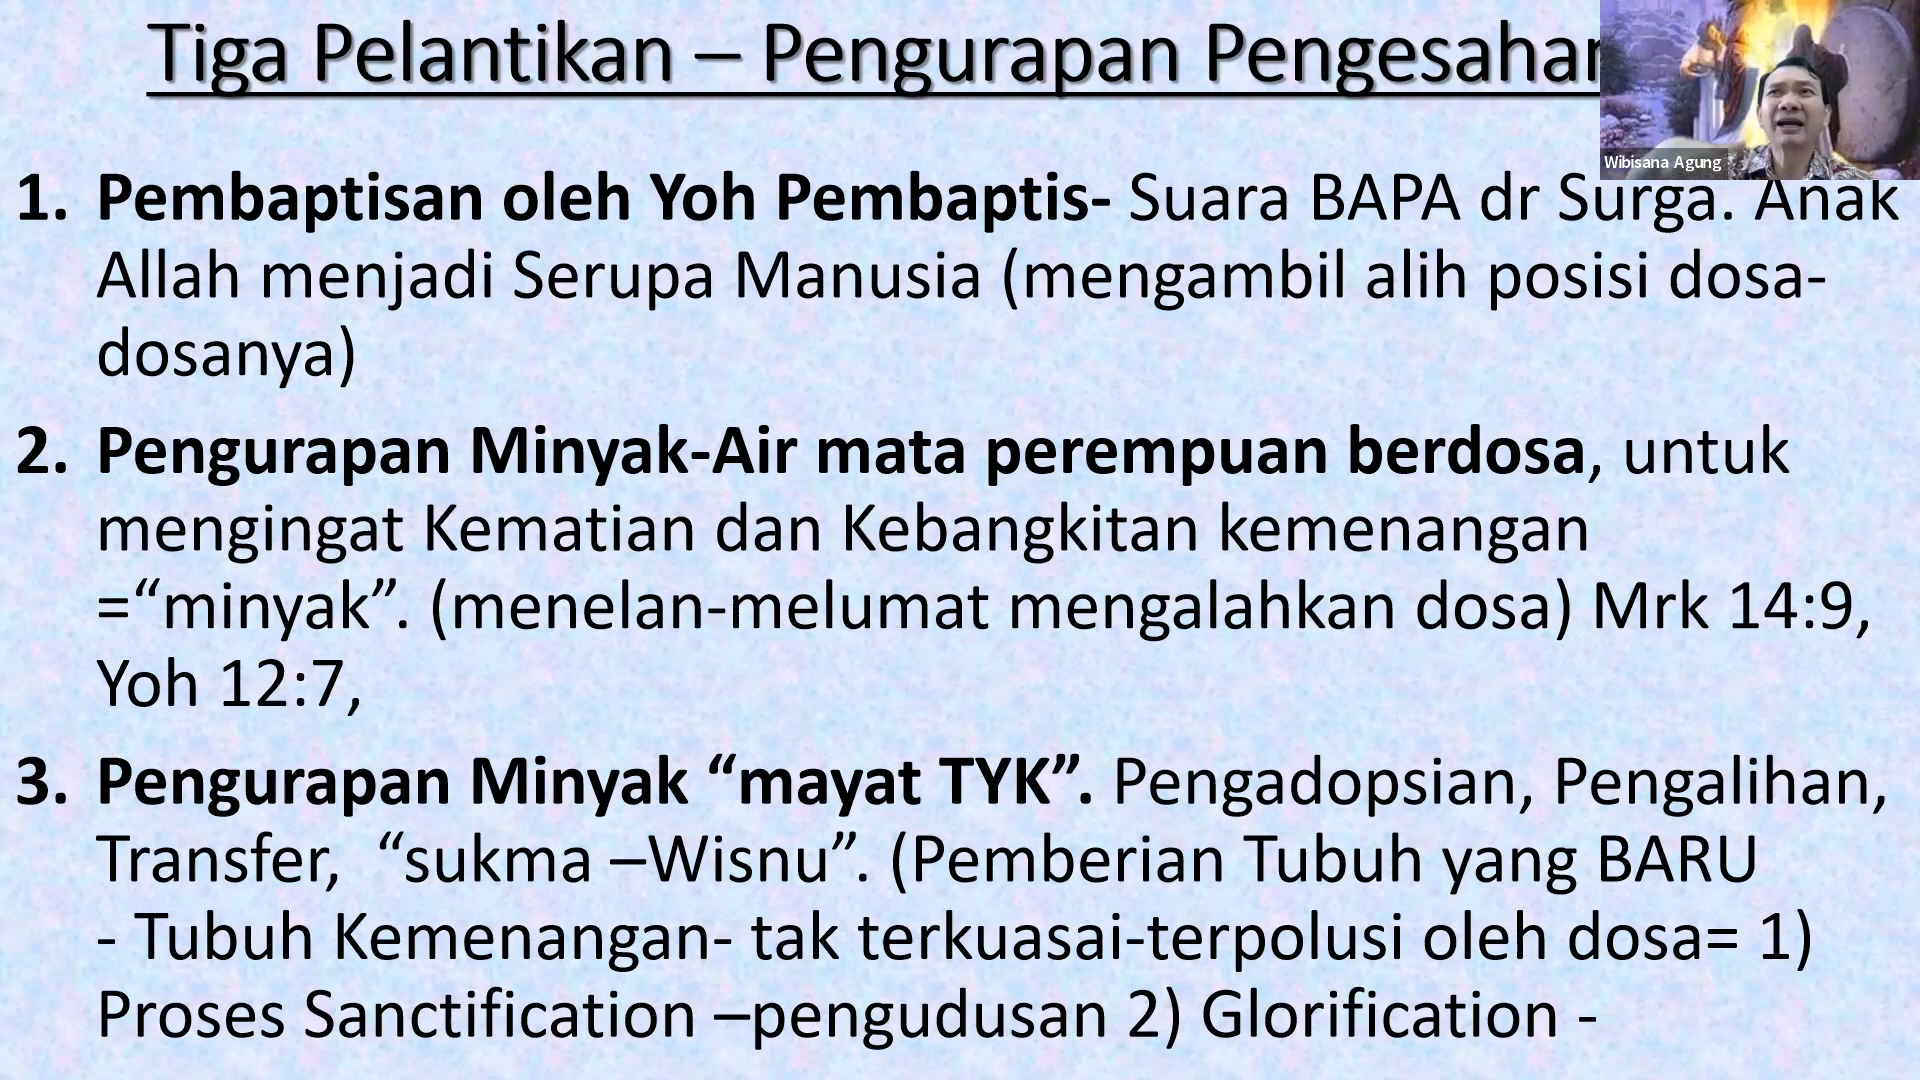 Tiga Pelantikan – Pengurapan Pengesahan
Wibisana Agung
1. Pembaptisan oleh Yoh Pembaptis- Suara BAPA dr Surga. Anak
Allah menjadi Serupa Manusia (mengambil alih posisi dosa-
dosanya)
2. Pengurapan Minyak-Air mata perempuan berdosa, untuk
mengingat Kematian dan Kebangkitan kemenangan
=“minyak”. (menelan-melumat mengalahkan dosa) Mrk 14:9,
Yoh 12:7,
3. Pengurapan Minyak “mayat TYK”. Pengadopsian, Pengalihan,
Transfer, “sukma –Wisnu”. (Pemberian Tubuh yang BARU
- Tubuh Kemenangan- tak terkuasai-terpolusi oleh dosa= 1)
Proses Sanctification –pengudusan 2) Glorification -